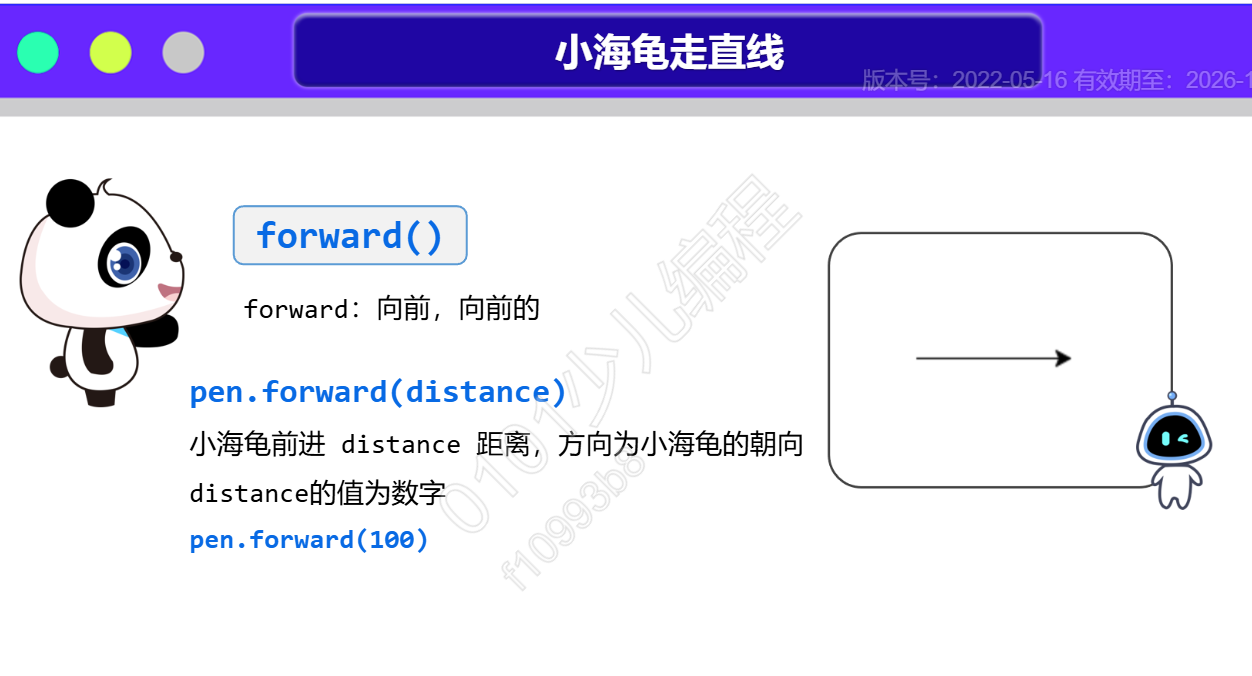 小海龟走直线
版本号：2022-05-16 有效期至：2026-1
forward()
forward：向前，向前的
pen.forward(distance)
小海龟前进 distance 距离，方向为小海龟的朝向
distance的值为数字
pen.forward(100)
0101少儿编程
f10993b8